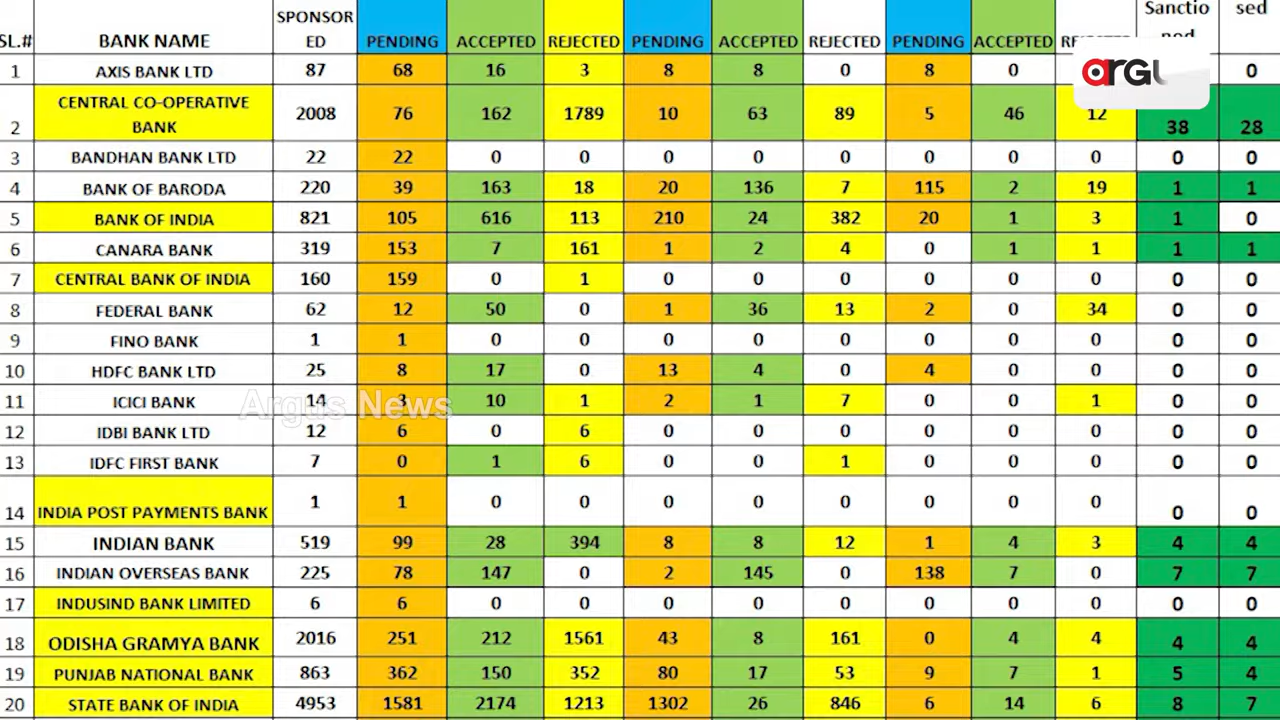 SPONSOR Sanctio sed
SL.# BANK NAME ED PENDING ACCEPTED REJECTED PENDING ACCEPTED REJECTED PENDING ACCEPTED
1 AXIS BANK LTD 87 68 16 3 8 8 0 8 0 0
ARGU
CENTRAL CO-OPERATIVE
2 BANK 2008 76 162 1789 10 63 89 5 46 12 38 28
3 BANDHAN BANK LTD 22 22 0 0 0 0 0 0 0 0 0 0
4 BANK OF BARODA 220 39 163 18 20 136 7 115 2 19 1 1
5 BANK OF INDIA 821 105 616 113 210 24 382 20 1 3 1 0
6 CANARA BANK 319 153 7 161 1 2 4 0 1 1 1 1
7 CENTRAL BANK OF INDIA 160 159 0 1 0 0 0 0 0 0 0 0
8 FEDERAL BANK 62 12 50 0 1 36 13 2 0 34 0 0
9 FINO BANK 1 1 0 0 0 0 0 0 0 0 0 0
10 HDFC BANK LTD 25 8 17 0 13 4 0 4 0 0 0 0
11 ICICI BANK 14 3 10 1 2 1 7 0 0 1 0 0
Argus News
12 IDBI BANK LTD 12 6 0 6 0 0 0 0 0 0 0 0
13 IDFC FIRST BANK 7 0 1 6 0 0 1 0 0 0 0 0
14 INDIA POST PAYMENTS BANK 1 1 0 0 0 0 0 0 0 0 0 0
15 INDIAN BANK 519 99 28 394 8 8 12 1 4 3 4 4
16 INDIAN OVERSEAS BANK 225 78 147 0 2 145 0 138 7 0 7 7
17 INDUSIND BANK LIMITED 6 6 0 0 0 0 0 0 0 0 0 0
18 ODISHA GRAMYA BANK 2016 251 212 1561 43 8 161 0 4 4 4 4
19 PUNJAB NATIONAL BANK 863 362 150 352 80 17 53 9 7 1 5 4
20 STATE BANK OF INDIA 4953 1581 2174 1213 1302 26 846 6 14 6 8 7